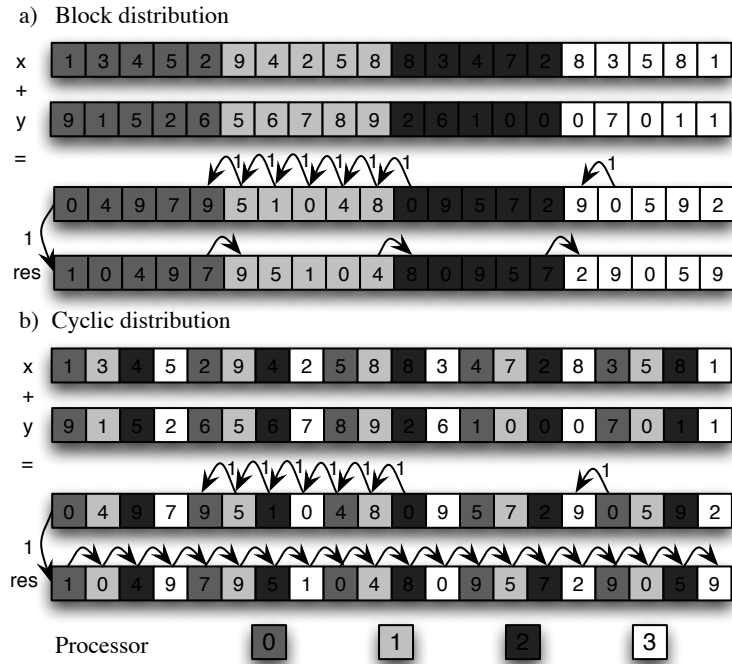 a) Block distribution
x 1 3 4 5 2 9 4 2 5 8 8 3 4 7 2 8 3 5 8 1
+
y 9 1 5 2 6 5 6 7 8 9 2 6 1 0 0 0 7 0 1 1
=
1 1 1 1 1 1 1
0 4 9 7 9 5 1 0 4 8 0 9 5 7 2 9 0 5 9 2
1
res 1 0 4 9 7 9 5 1 0 4 8 0 9 5 7 2 9 0 5 9
b) Cyclic distribution
x 1 3 4 5 2 9 4 2 5 8 8 3 4 7 2 8 3 5 8 1
+
y 9 1 5 2 6 5 6 7 8 9 2 6 1 0 0 0 7 0 1 1
=
1 1 1 1 1 1 1
0 4 9 7 9 5 1 0 4 8 0 9 5 7 2 9 0 5 9 2
1
res 1 0 4 9 7 9 5 1 0 4 8 0 9 5 7 2 9 0 5 9
Processor 0 1 2 3